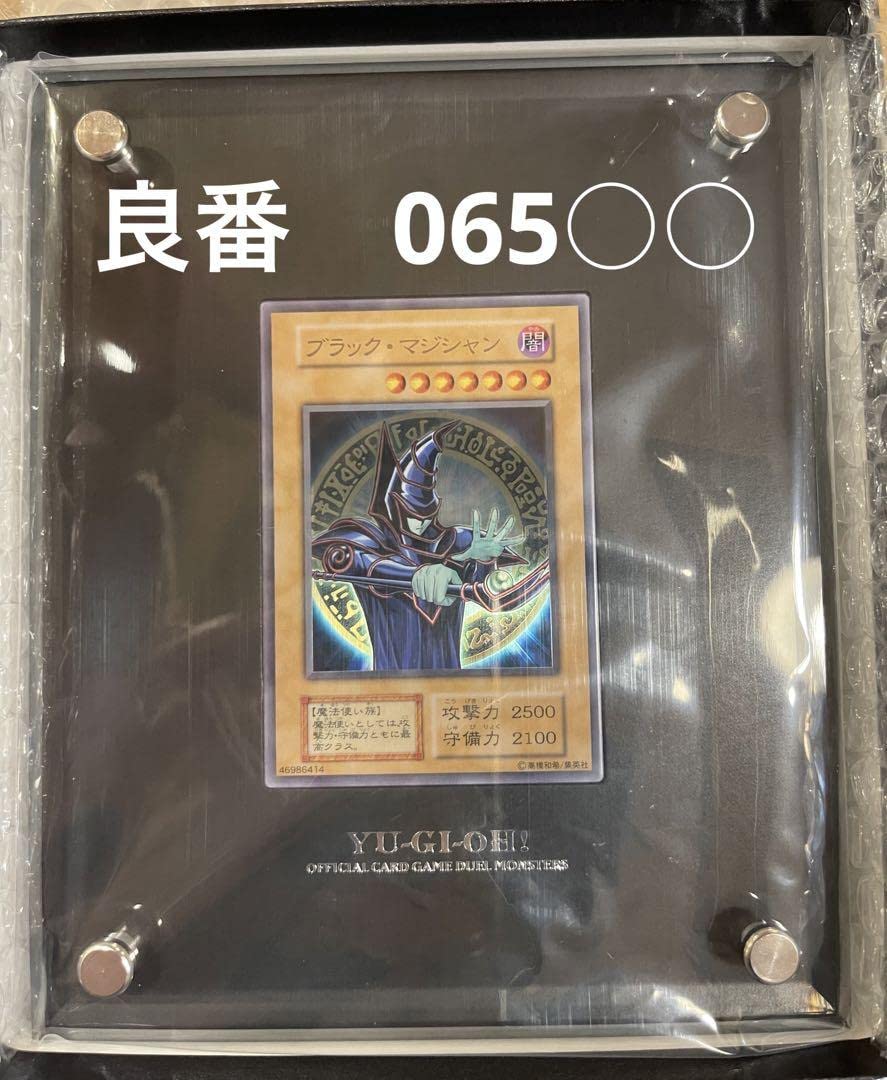 良番　065○○
ブラック・マジシャン
闇
【魔法使い族】
魔法使いとしては、攻
撃力・守備力ともに最
高クラス。
攻撃力 2500
守備力 2100
46986414
©高橋和希/集英社
YU-GI-OH!
OFFICIAL CARD GAME DUEL MONSTERS